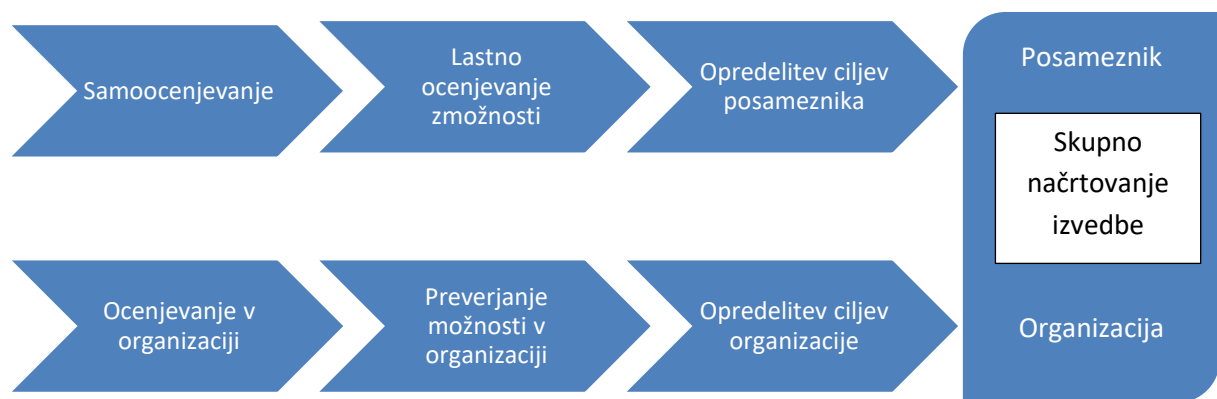 Samoocenjevanje
Lastno
ocenjevanje
zmožnosti
Opredelitev ciljev
posameznika
Posameznik
Skupno
načrtovanje
izvedbe
Ocenjevanje v
organizaciji
Preverjanje
možnosti v
organizaciji
Opredelitev ciljev
organizacije
Organizacija